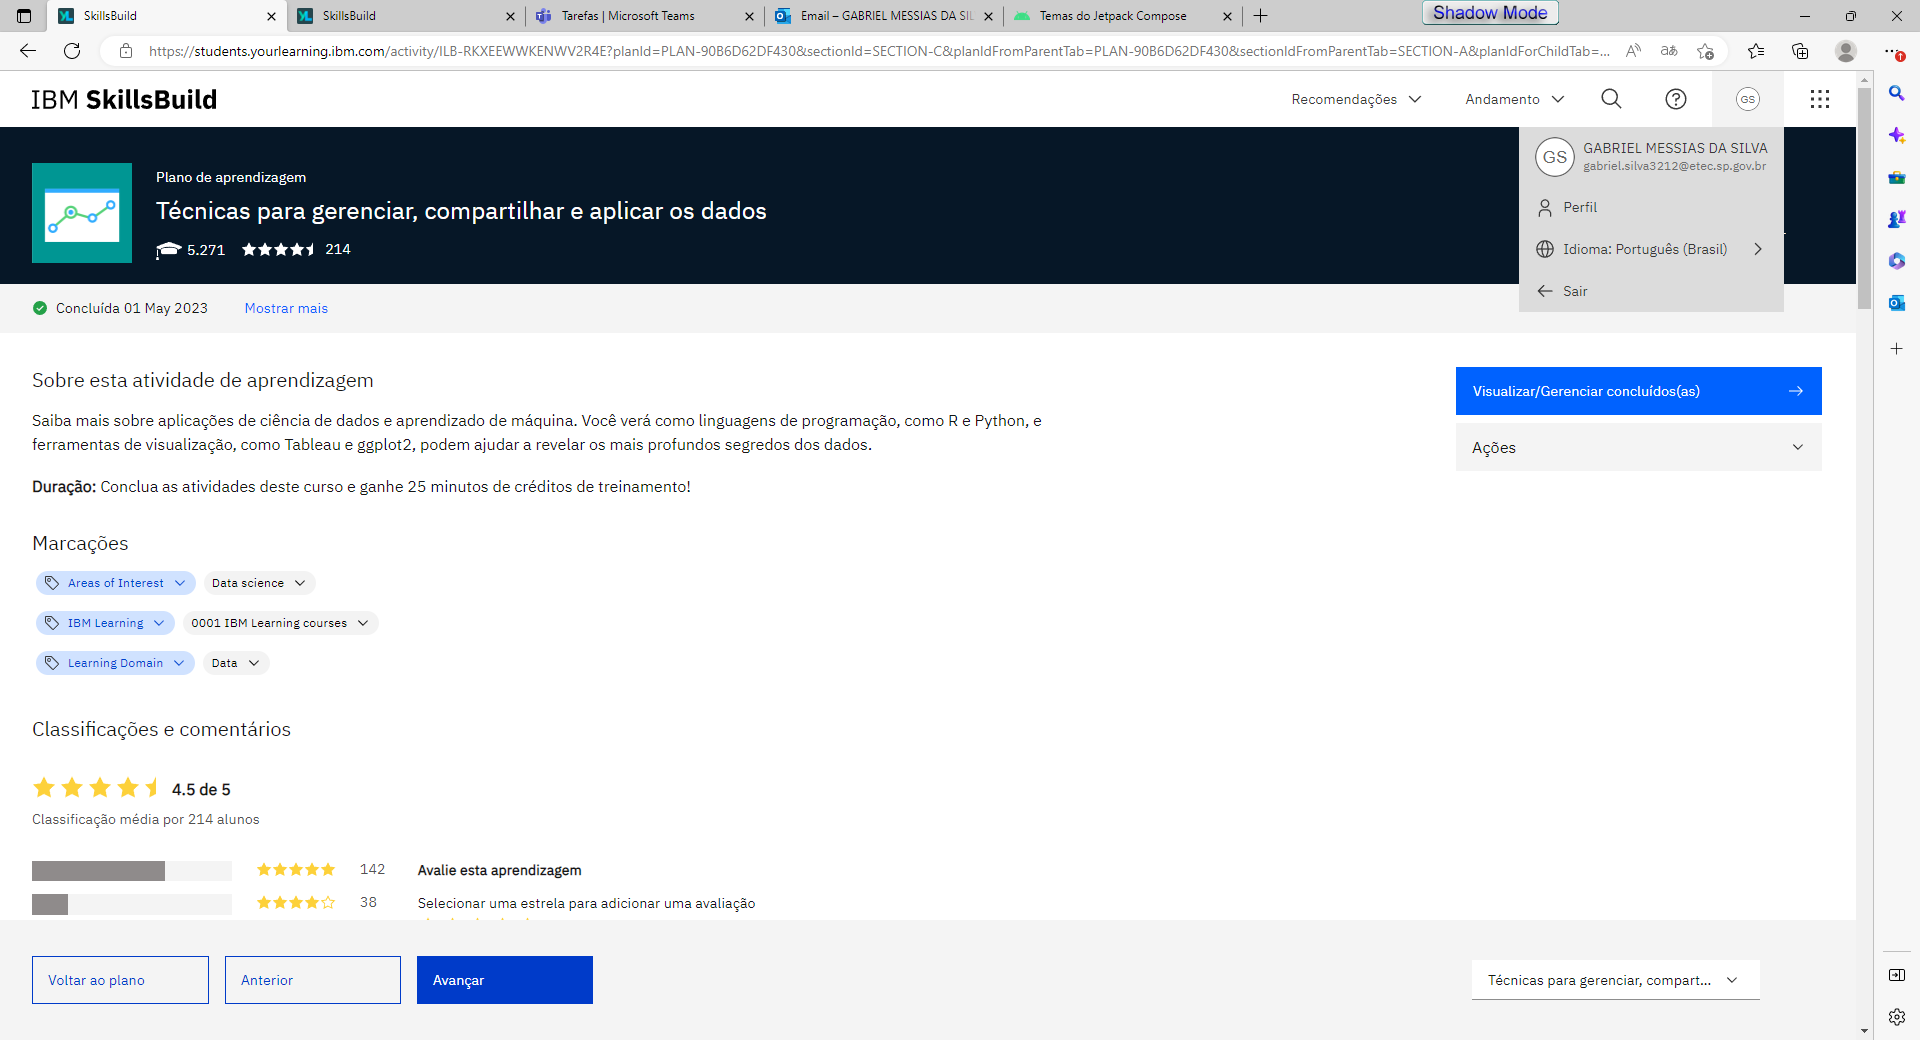 SkillsBuild
SkillsBuild
Tarefas | Microsoft Teams
Email – GABRIEL MESSIAS DA SIL
Temas do Jetpack Compose
Shadow Mode
https://students.yourlearning.ibm.com/activity/ILB-RKXEEWWKENWV2R4E?planId=PLAN-90B6D62DF430&sectionId=SECTION-C&planIdFromParentTab=PLAN-90B6D62DF430&sectionIdFromParentTab=SECTION-A&planIdForChildTab=...
IBM SkillsBuild
Recomendações
Andamento
GS
GS
GABRIEL MESSIAS DA SILVA
gabriel.silva3212@etec.sp.gov.br
Perfil
Idioma: Português (Brasil)
Sair
Plano de aprendizagem
Técnicas para gerenciar, compartilhar e aplicar os dados
5.271
214
Concluída 01 May 2023
Mostrar mais
Sobre esta atividade de aprendizagem
Saiba mais sobre aplicações de ciência de dados e aprendizado de máquina. Você verá como linguagens de programação, como R e Python, e
ferramentas de visualização, como Tableau e ggplot2, podem ajudar a revelar os mais profundos segredos dos dados.
Duração: Conclua as atividades deste curso e ganhe 25 minutos de créditos de treinamento!
Visualizar/Gerenciar concluídos(as)
Ações
Marcações
Areas of Interest
Data science
IBM Learning
0001 IBM Learning courses
Learning Domain
Data
Classificações e comentários
4.5 de 5
Classificação média por 214 alunos
142
Avalie esta aprendizagem
38
Selecionar uma estrela para adicionar uma avaliação
Voltar ao plano
Anterior
Avançar
Técnicas para gerenciar, compart...